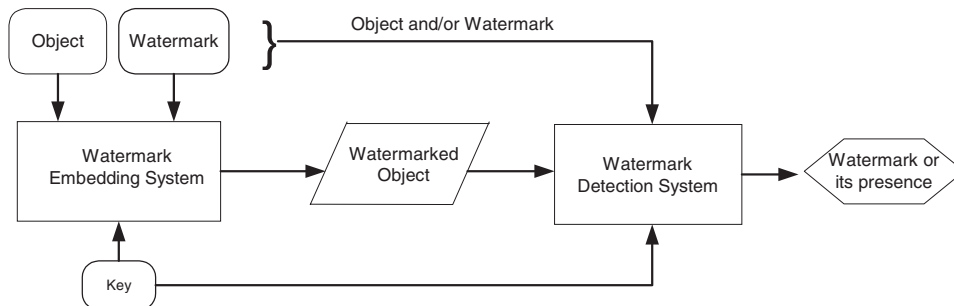 Object
Watermark
Object and/or Watermark
Watermark
Embedding System
Watermarked
Object
Watermark
Detection System
Watermark or
its presence
Key